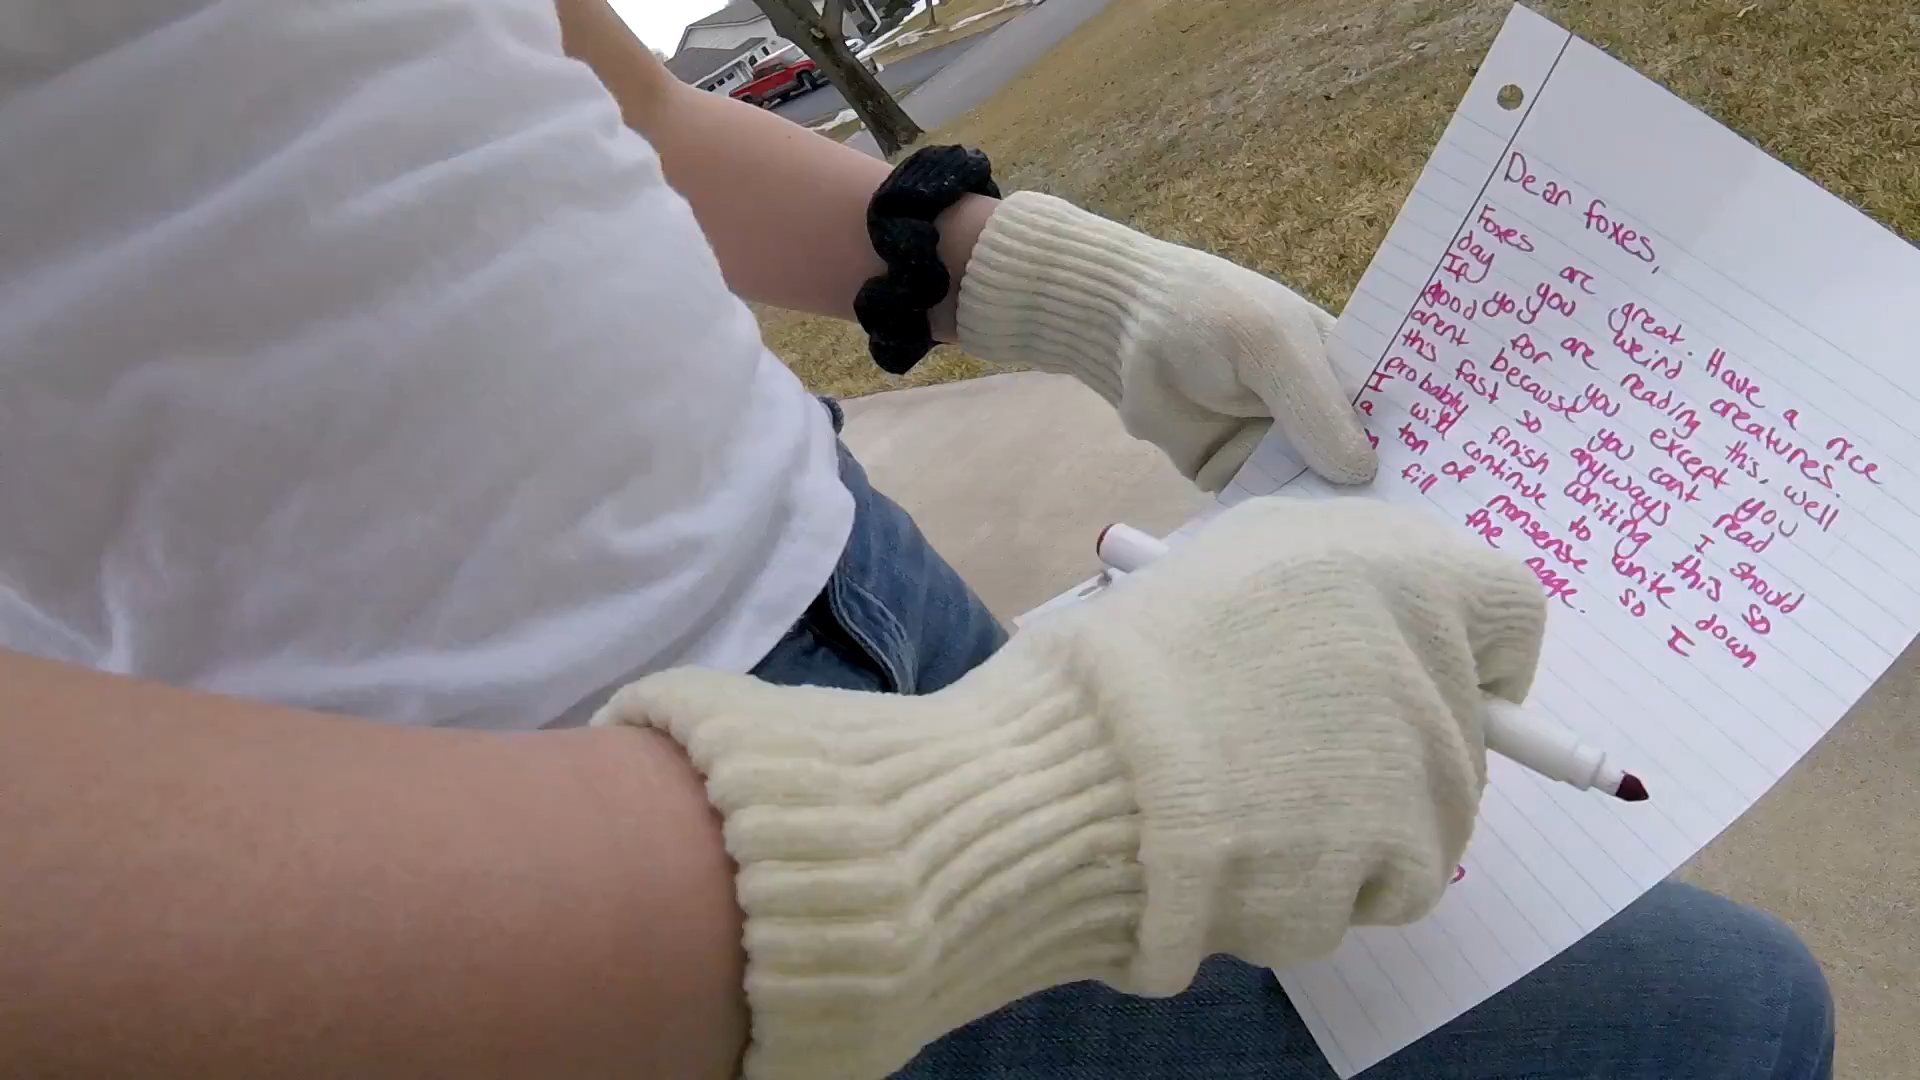 Dear foxes,
Foxes are great. Have a nice
day you weird creatures.
If yoy are reading this, well
good for you except you
arent because you cant read
this fast so anyways I should
probably finish writing this so
I will continue to write down
a ton of nonsense so I
fill the page.